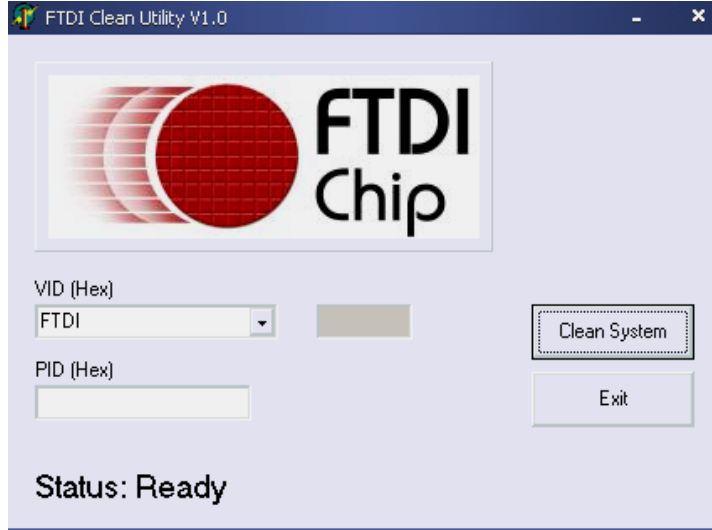 FTDI Clean Utility V1.0
FTDI
Chip
VID (Hex)
FTDI
Clean System
PID (Hex)
Exit
Status: Ready